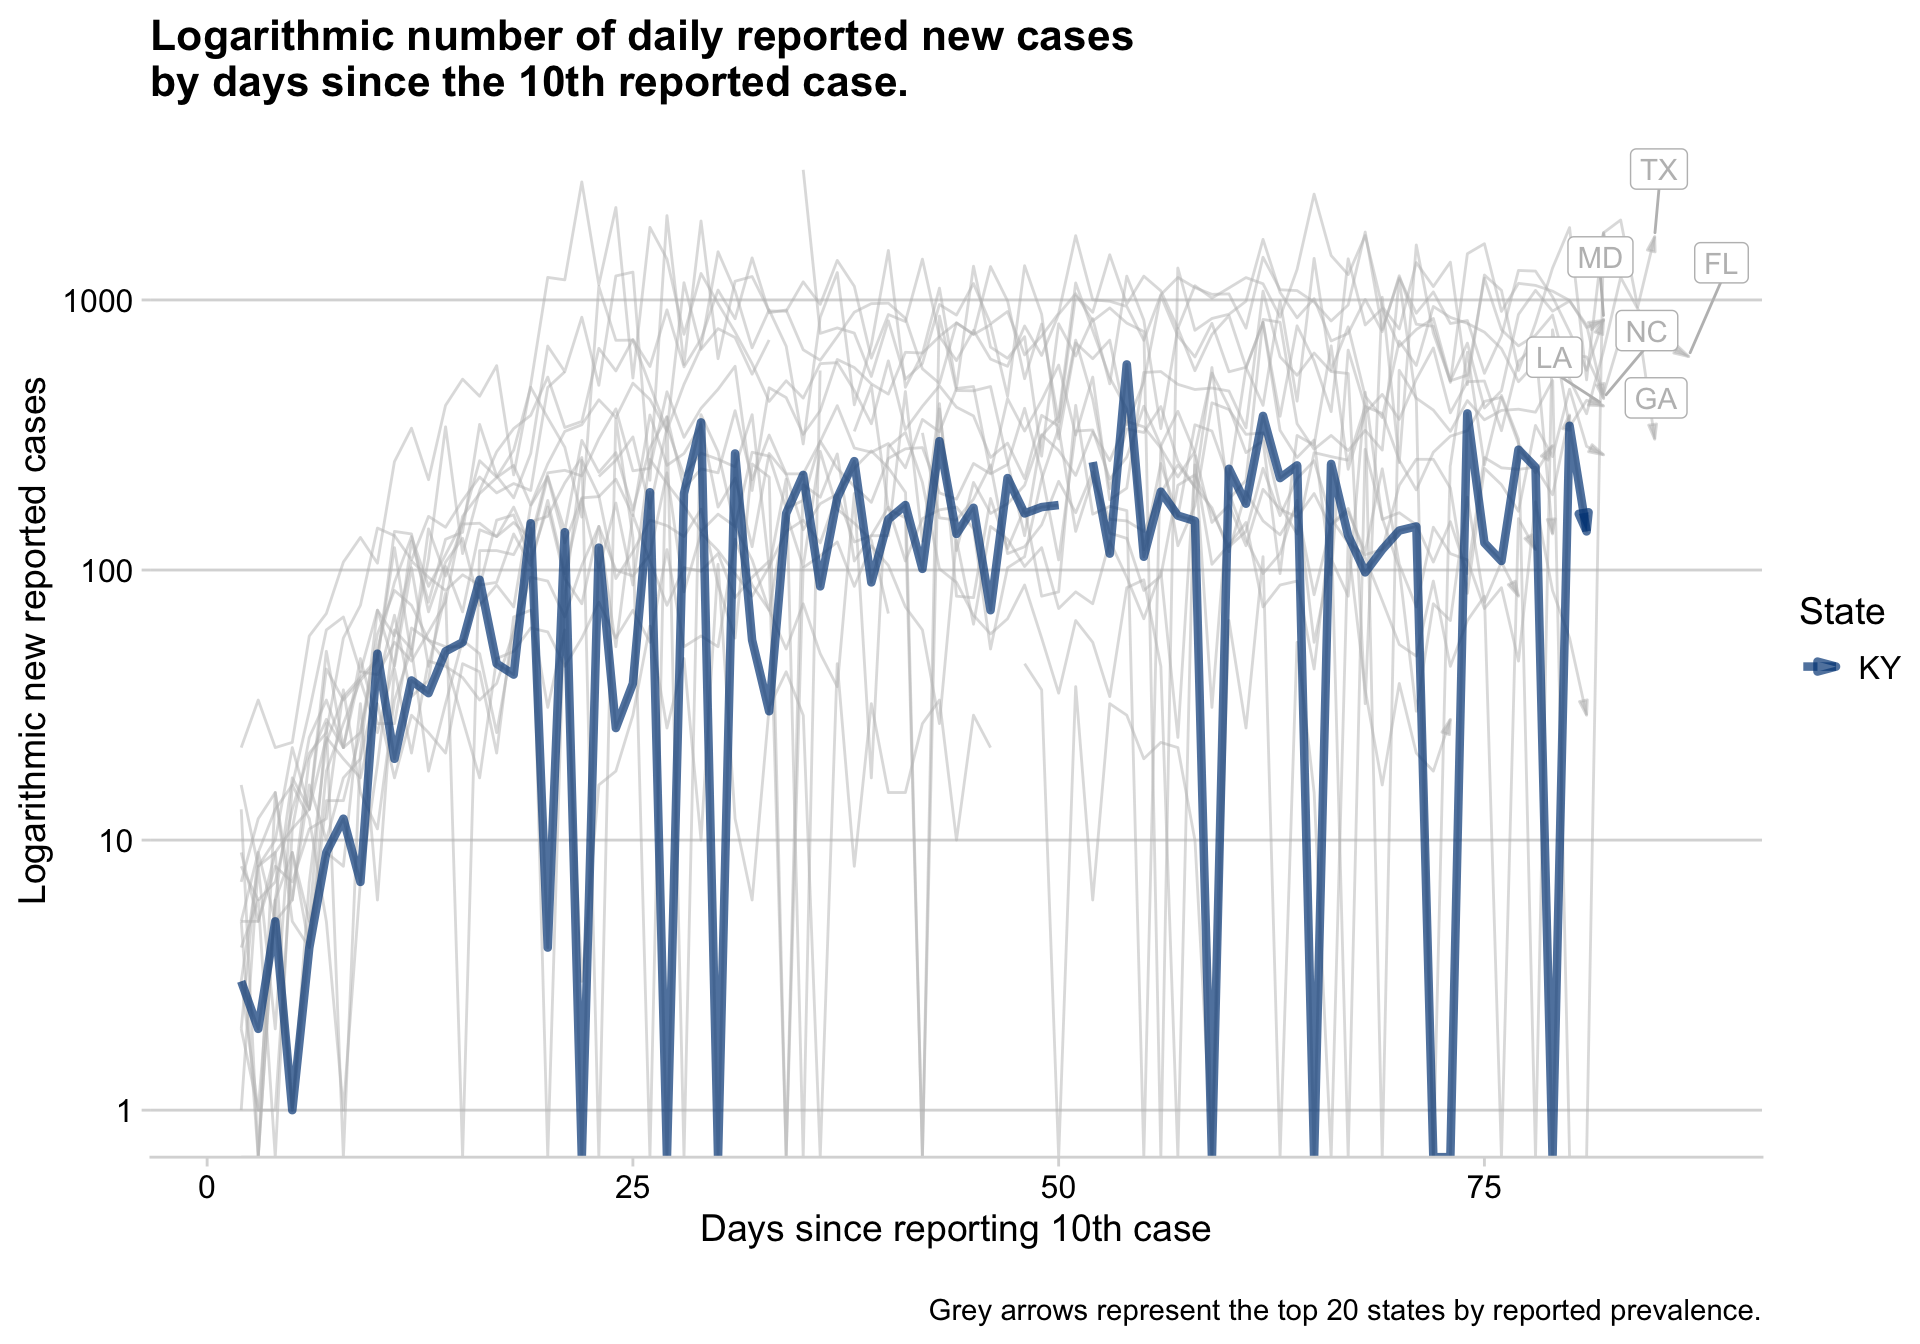 Logarithmic number of daily reported new cases
by days since the 10th reported case.
TX
MD
FL
1000
NC
LA
GA
100
10
1
Logarithmic new reported cases
0
25
50
75
Days since reporting 10th case
State
KY
Grey arrows represent the top 20 states by reported prevalence.